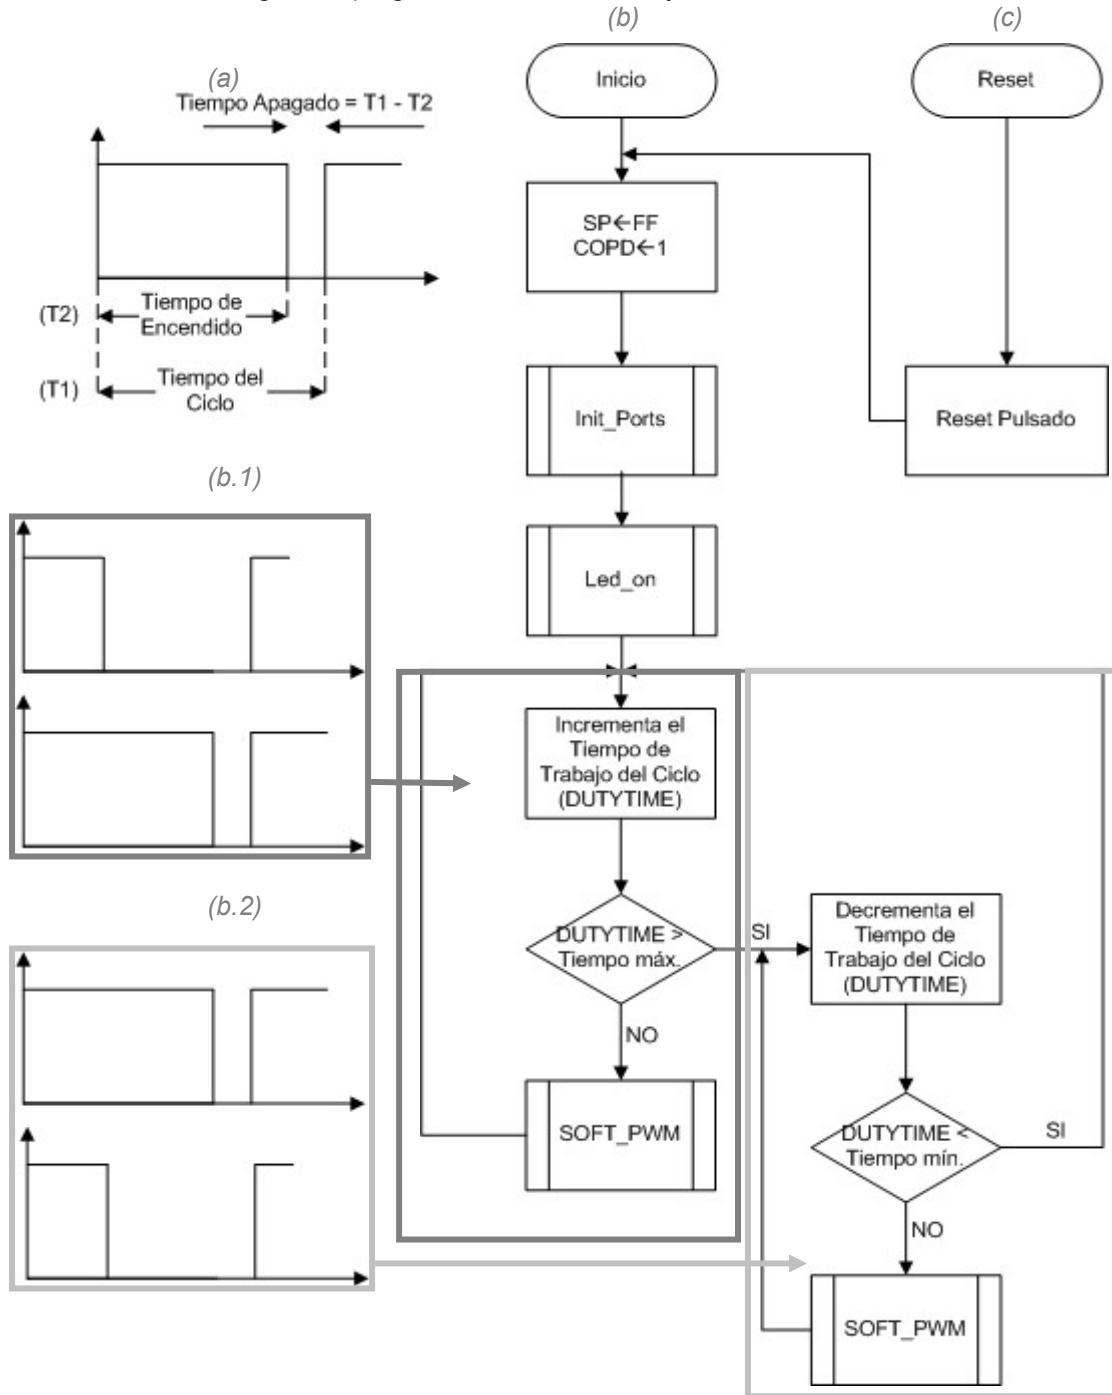 (b)
(c)
Inicio
Reset
(a)
Tiempo Apagado = T1 - T2
SP←FF
COPD←1
(T2)
Tiempo de
Encendido
(T1)
Tiempo del
Ciclo
Init_Ports
Reset Pulsado
(b.1)
Led_on
Incrementa el
Tiempo de
Trabajo del Ciclo
(DUTYTIME)
(b.2)
DUTYTIME >
Tiempo máx.
SI
NO
Decrementa el
Tiempo de
Trabajo del Ciclo
(DUTYTIME)
SOFT_PWM
DUTYTIME <
Tiempo mín.
SI
NO
SOFT_PWM